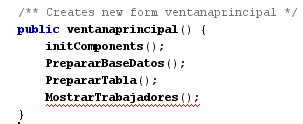 /** Creates new form ventanaprincipal */
public ventanaprincipal() {
initComponents();
PrepararBaseDatos();
PrepararTabla();
MostrarTrabajadores();
}